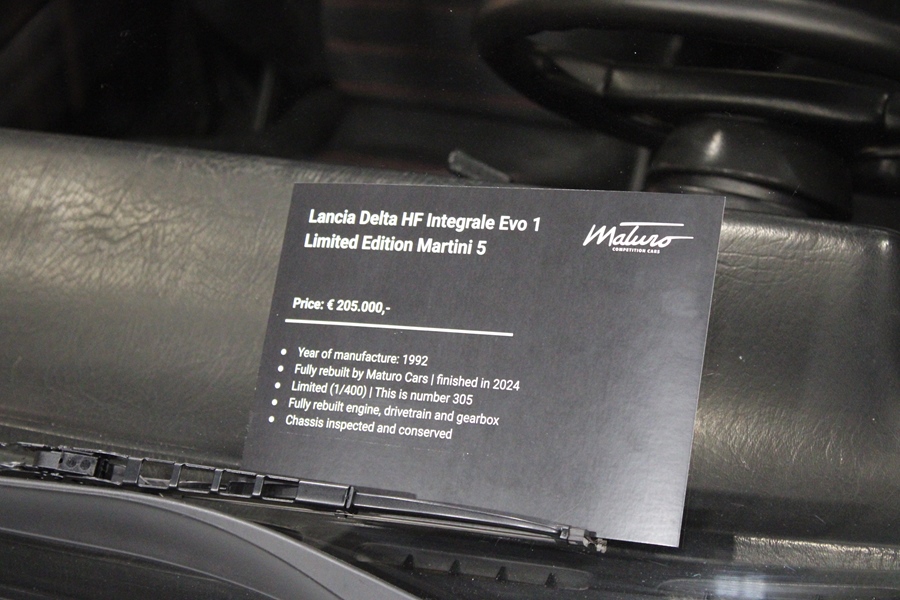 Lancia Delta HF Integrale Evo 1
Limited Edition Martini 5
Maturo
COMPETITION CARS
Price: € 205.000,-
• Year of manufacture: 1992
• Fully rebuilt by Maturo Cars | finished in 2024
• Limited (1/400) | This is number 305
• Fully rebuilt engine, drivetrain and gearbox
• Chassis inspected and conserved